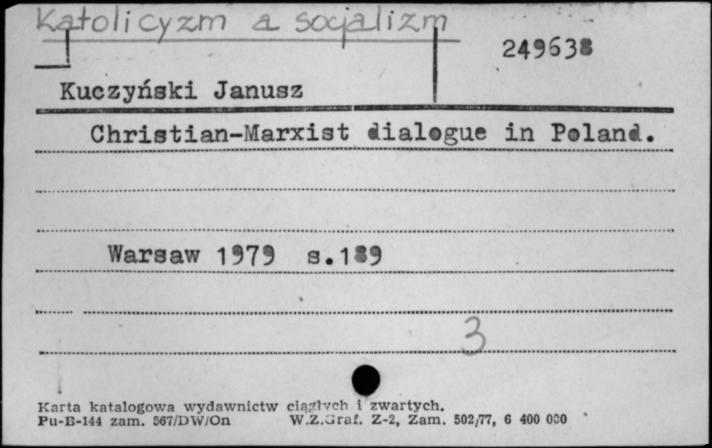 Katolicyzm a socjalizm
249638
Kuczyński Janusz
Christian-Marxist dialogue in Poland.
Warsaw 1979 s.189
3
Karta katalogowa wydawnictw ciągłych i zwartych.
Pu-B-144 zam. 567/DW/On W.Z.Graf. Z-2, Zam. 502/77, 6 400 000